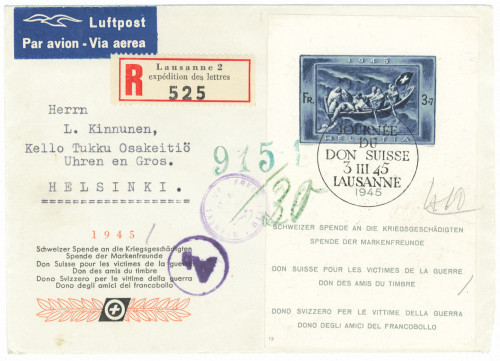 Luftpost
Par avion - Via aerea
R
Lausanne 2
expédition des lettres
525
Herrn
L. Kinnunen,
Kello Tukku Osakeitiö
Uhren en Gros.
HELSINKI.
915
30
A
1945
Schweizer Spende an die Kriegsgeschädigten
Spende der Markenfreunde
Don Suisse pour les victimes de la guerre
Don des amis du timbre
Dono Svizzero per le vittime della guerra
Dono degli amici del francobollo
1945
FR.
3+7
HELVETIA
JOURNÉE
DU
DON SUISSE
3 III 45
LAUSANNE
1945
SCHWEIZER SPENDE AN DIE KRIEGSGESCHÄDIGTEN
SPENDE DER MARKENFREUNDE
DON SUISSE POUR LES VICTIMES DE LA GUERRE
DON DES AMIS DU TIMBRE
DONO SVIZZERO PER LE VITTIME DELLA GUERRA
DONO DEGLI AMICI DEL FRANCOBOLLO